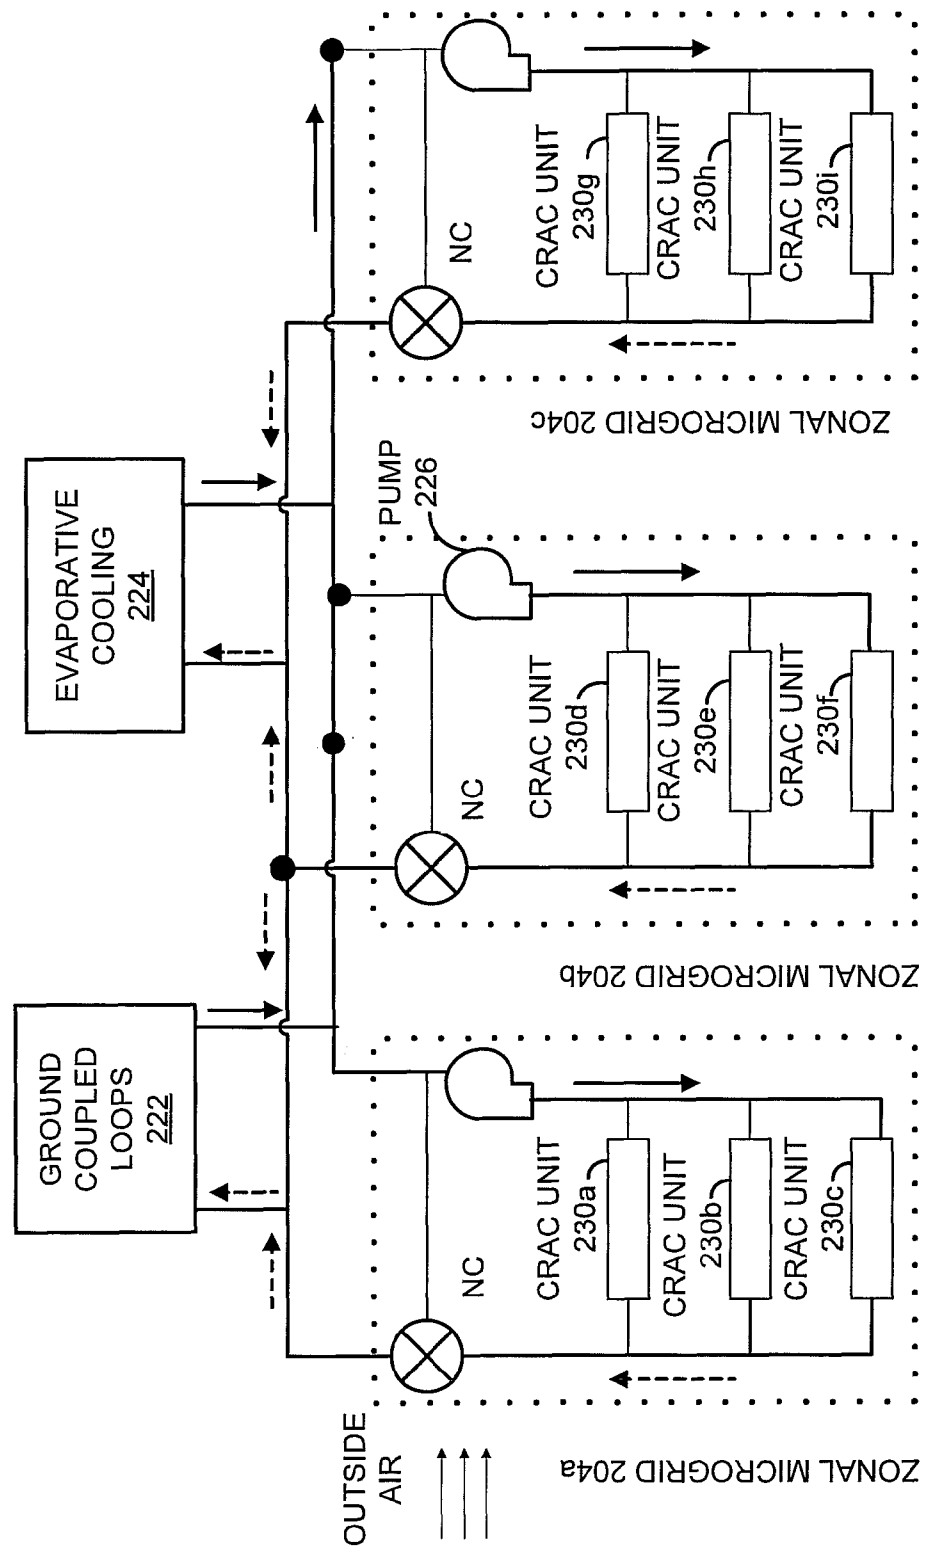 GROUND
COUPLED
LOOPS
222
EVAPORATIVE
COOLING
224
OUTSIDE
AIR
PUMP
226
NC
NC
NC
CRAC UNIT
230a
CRAC UNIT
230b
CRAC UNIT
230c
CRAC UNIT
230d
CRAC UNIT
230e
CRAC UNIT
230f
CRAC UNIT
230g
CRAC UNIT
230h
CRAC UNIT
230i
ZONAL MICROGRID 204a
ZONAL MICROGRID 204b
ZONAL MICROGRID 204c